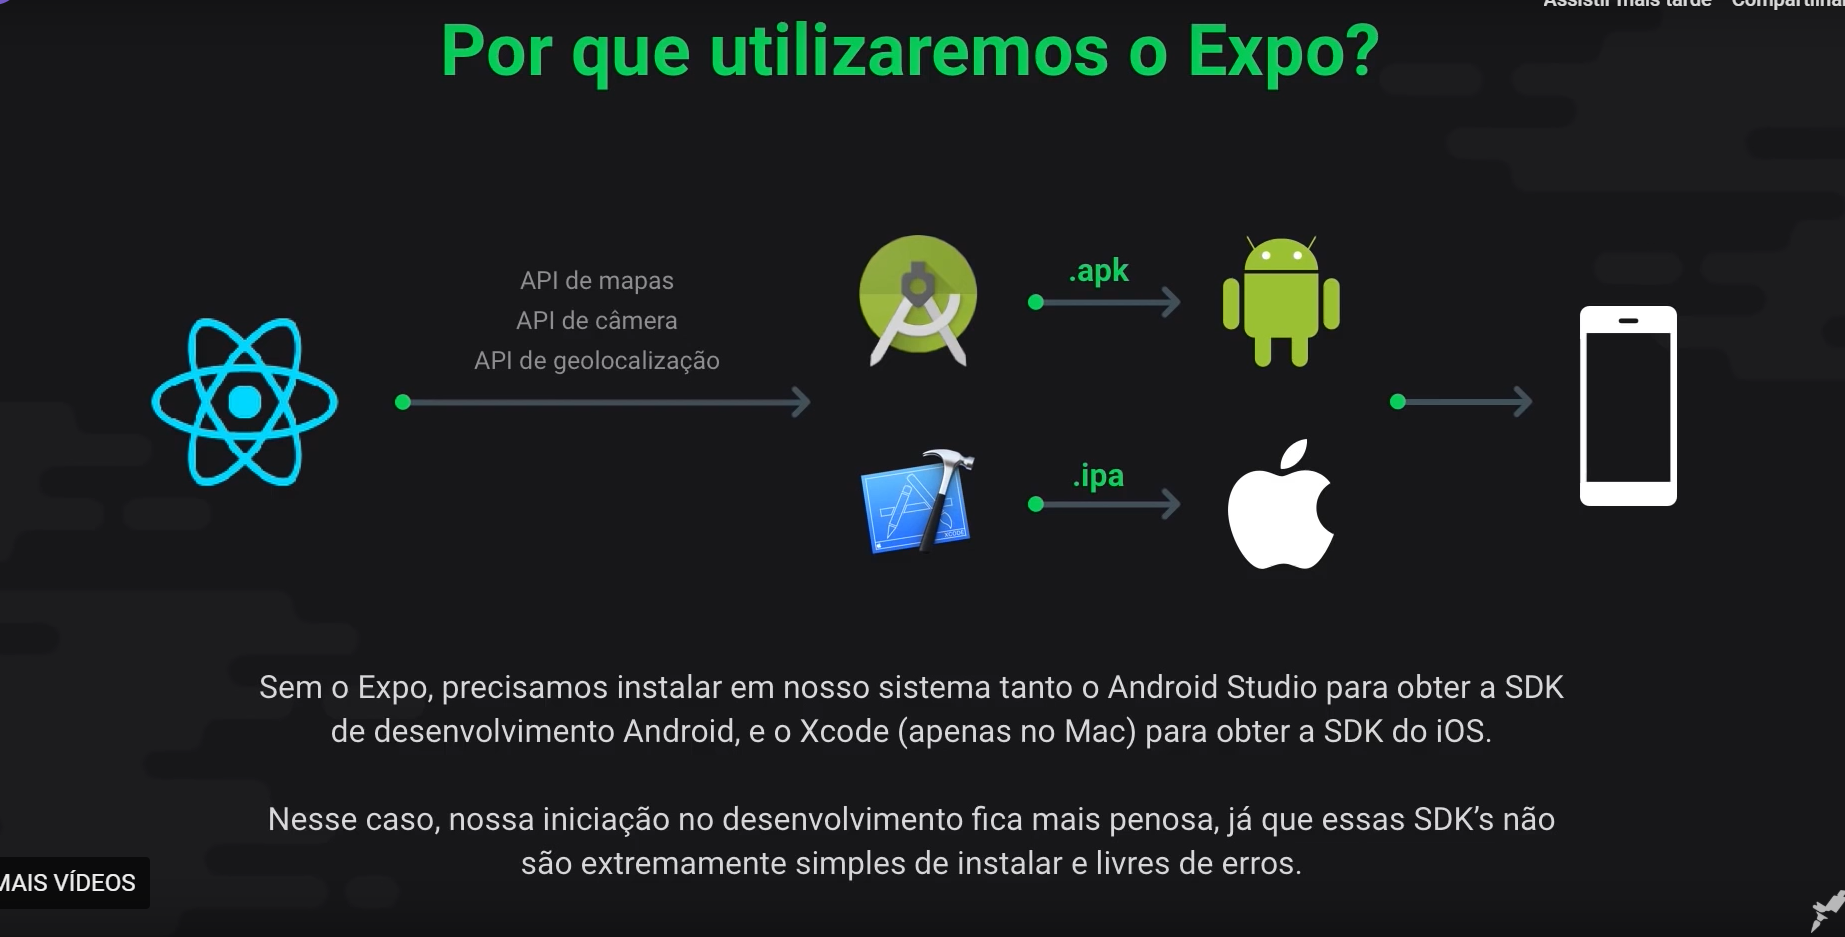 Assistir mais tarde Compartilhar
Por que utilizaremos o Expo?
API de mapas
API de câmera
API de geolocalização
.apk
.ipa
XCODE
Sem o Expo, precisamos instalar em nosso sistema tanto o Android Studio para obter a SDK
de desenvolvimento Android, e o Xcode (apenas no Mac) para obter a SDK do iOS.
Nesse caso, nossa iniciação no desenvolvimento fica mais penosa, já que essas SDK’s não
são extremamente simples de instalar e livres de erros.
MAIS VÍDEOS